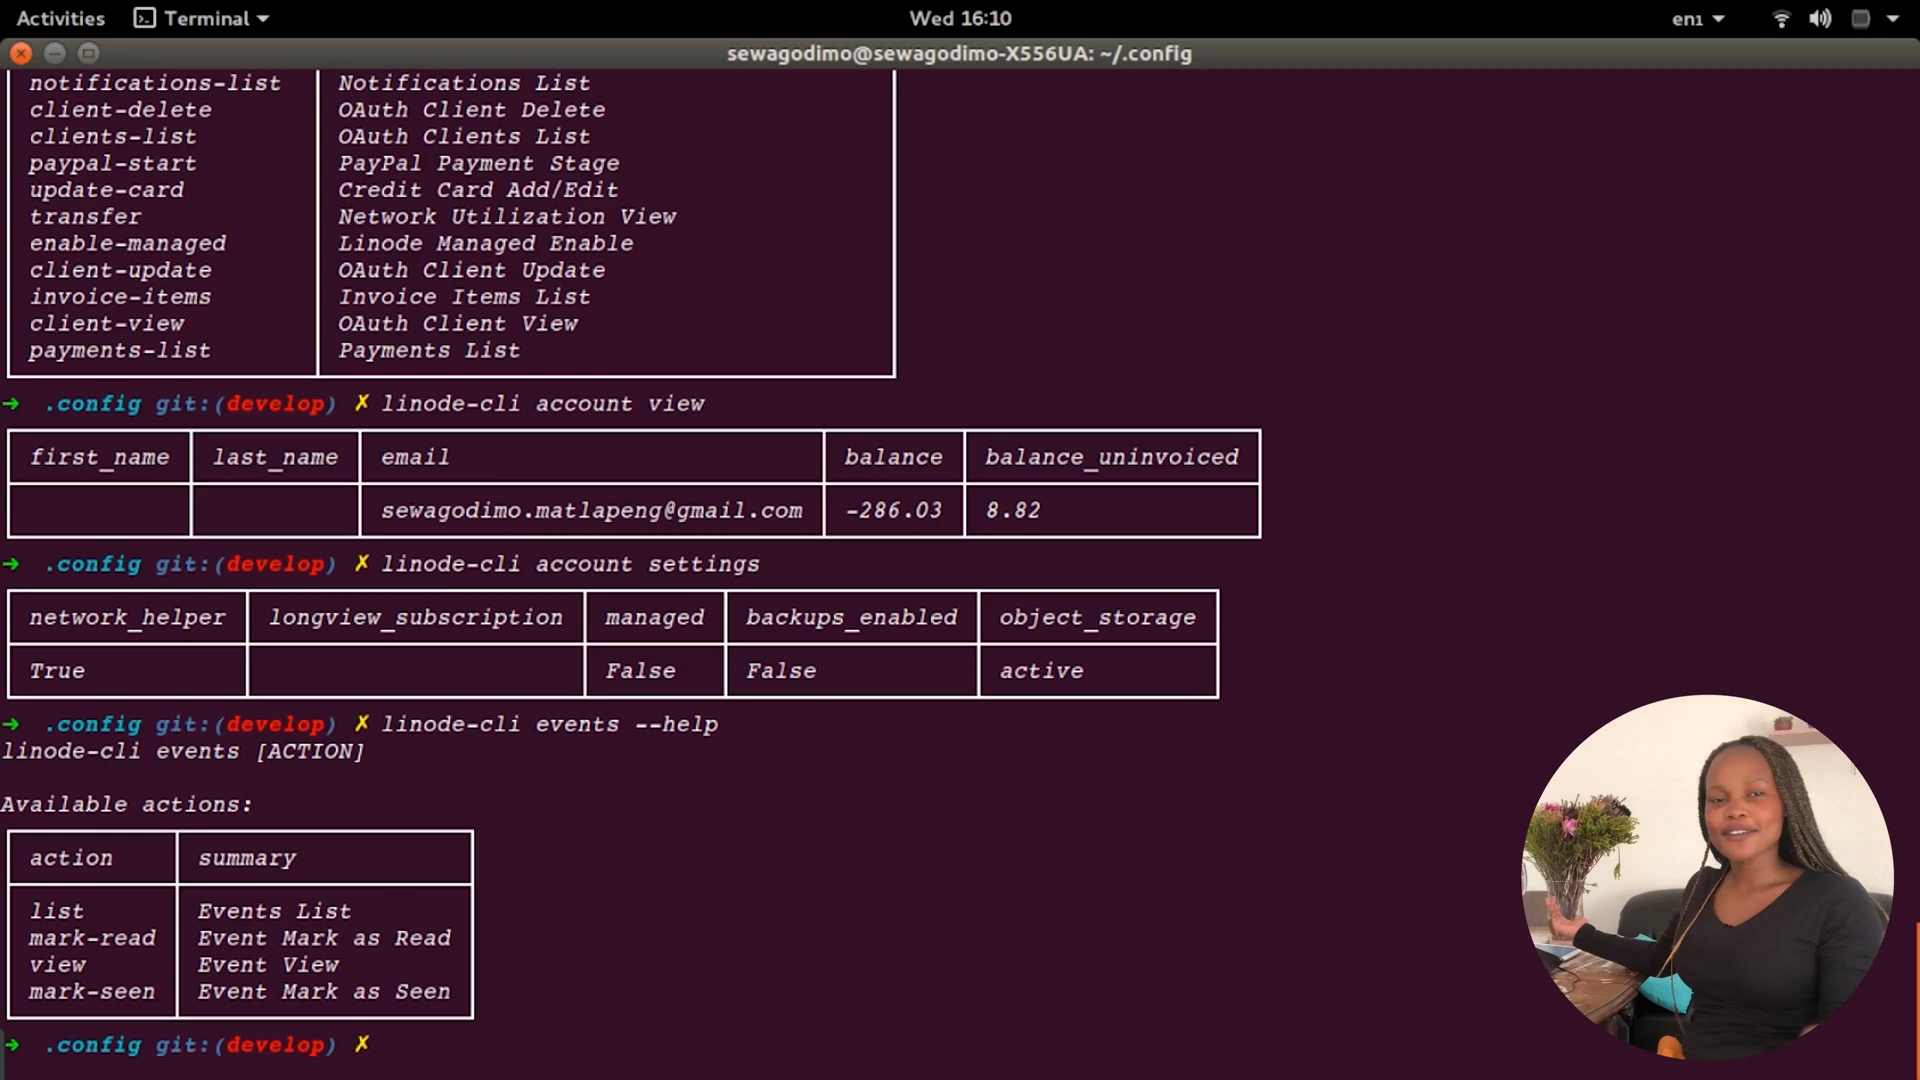 Activities Terminal Wed 16:10 en1
sewagodimo@sewagodimo-X556UA: ~/.config
notifications-list Notifications List
client-delete OAuth Client Delete
clients-list OAuth Clients List
paypal-start PayPal Payment Stage
update-card Credit Card Add/Edit
transfer Network Utilization View
enable-managed Linode Managed Enable
client-update OAuth Client Update
invoice-items Invoice Items List
client-view OAuth Client View
payments-list Payments List
➜ .config git:(develop) ✗ linode-cli account view
first_name last_name email balance balance_uninvoiced
sewagodimo.matlapeng@gmail.com -286.03 8.82
➜ .config git:(develop) ✗ linode-cli account settings
network_helper longview_subscription managed backups_enabled object_storage
True False False active
➜ .config git:(develop) ✗ linode-cli events --help
linode-cli events [ACTION]
Available actions:
action summary
list Events List
mark-read Event Mark as Read
view Event View
mark-seen Event Mark as Seen
➜ .config git:(develop) ✗